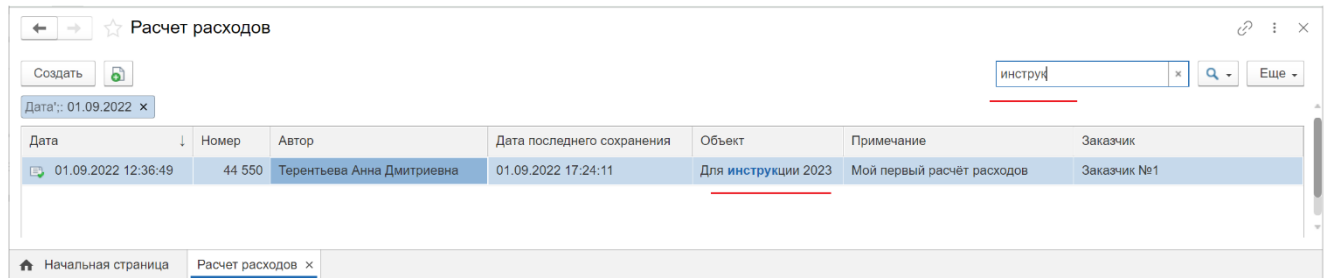 Расчет расходов
Создать инструк Еще
Дата";: 01.09.2022 ×
Дата ↓ Номер Автор Дата последнего сохранения Объект Примечание Заказчик
01.09.2022 12:36:49 44 550 Терентьева Анна Дмитриевна 01.09.2022 17:24:11 Для инструкции 2023 Мой первый расчёт расходов Заказчик №1
Начальная страница Расчет расходов ×